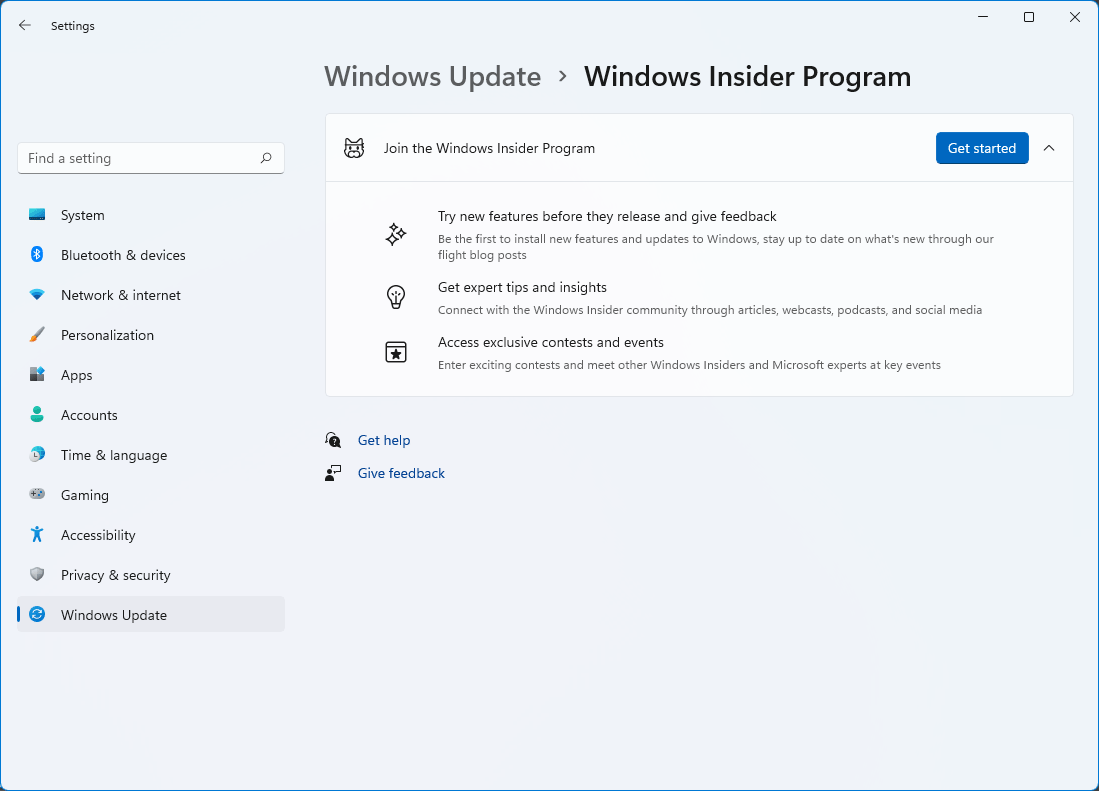 Settings
Windows Update > Windows Insider Program
Find a setting
System
Bluetooth & devices
Network & internet
Personalization
Apps
Accounts
Time & language
Gaming
Accessibility
Privacy & security
Windows Update
Join the Windows Insider Program
Get started
Try new features before they release and give feedback
Be the first to install new features and updates to Windows, stay up to date on what's new through our
flight blog posts
Get expert tips and insights
Connect with the Windows Insider community through articles, webcasts, podcasts, and social media
Access exclusive contests and events
Enter exciting contests and meet other Windows Insiders and Microsoft experts at key events
Get help
Give feedback